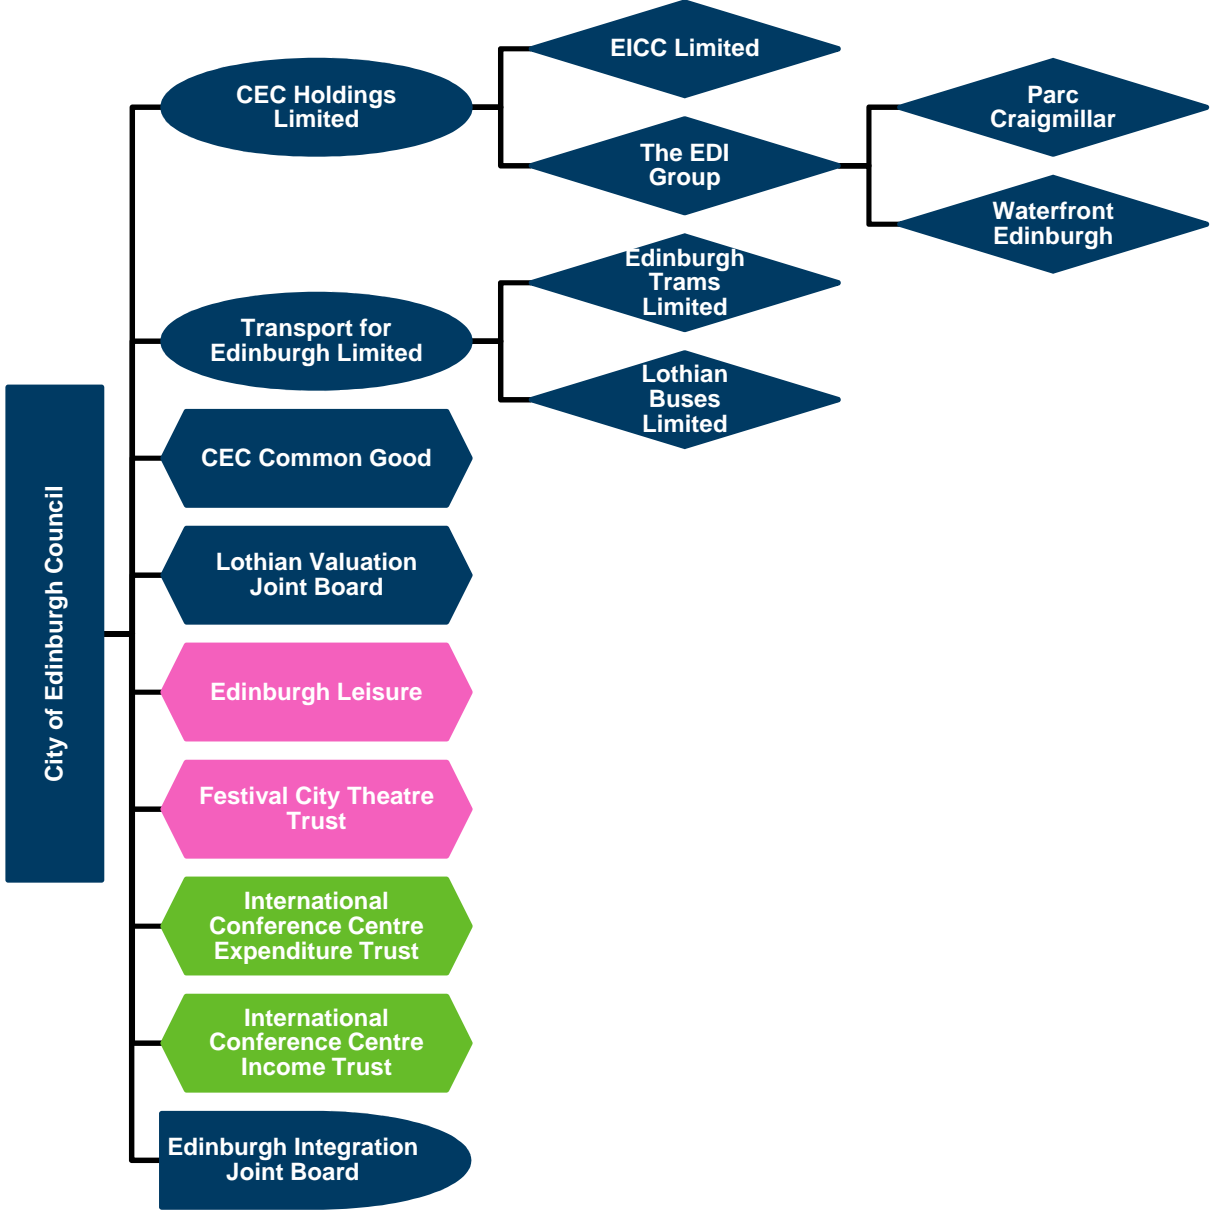 City of Edinburgh Council
CEC Holdings
Limited
EICC Limited
The EDI
Group
Parc
Craigmillar
Waterfront
Edinburgh
Transport for
Edinburgh Limited
Edinburgh
Trams
Limited
Lothian
Buses
Limited
CEC Common Good
Lothian Valuation
Joint Board
Edinburgh Leisure
Festival City Theatre
Trust
International
Conference Centre
Expenditure Trust
International
Conference Centre
Income Trust
Edinburgh Integration
Joint Board